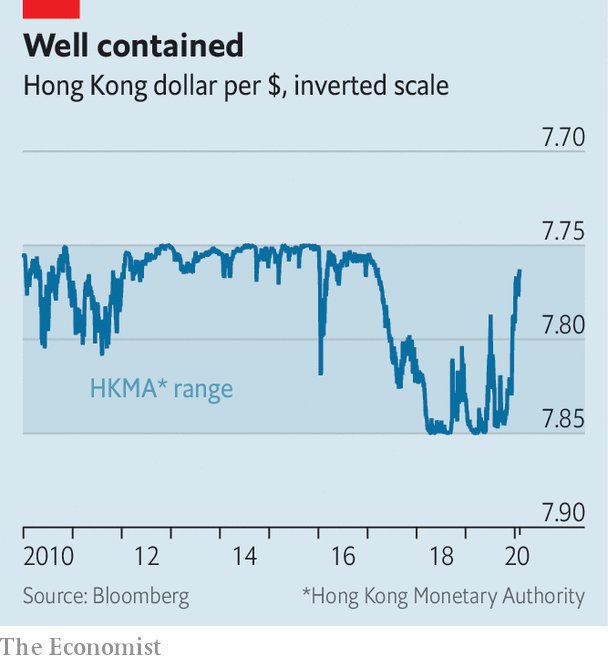 Well contained
Hong Kong dollar per $, inverted scale
7.70
7.75
7.80
HKMA* range
7.85
7.90
2010 12 14 16 18 20
Source: Bloomberg *Hong Kong Monetary Authority
The Economist